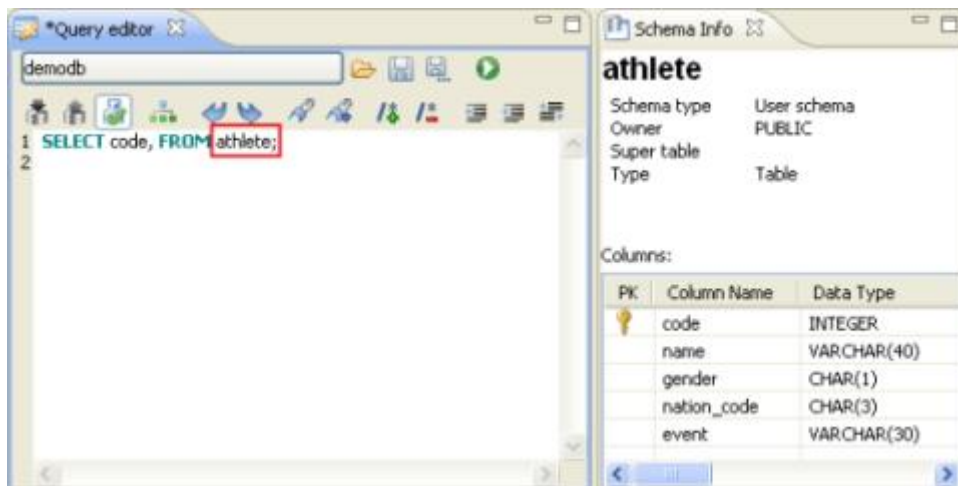 *Query editor
demodb
1 SELECT code, FROM athlete;
2
Schema Info
athlete
Schema type User schema
Owner PUBLIC
Super table
Type Table
Columns:
PK Column Name Data Type
code INTEGER
name VARCHAR(40)
gender CHAR(1)
nation_code CHAR(3)
event VARCHAR(30)